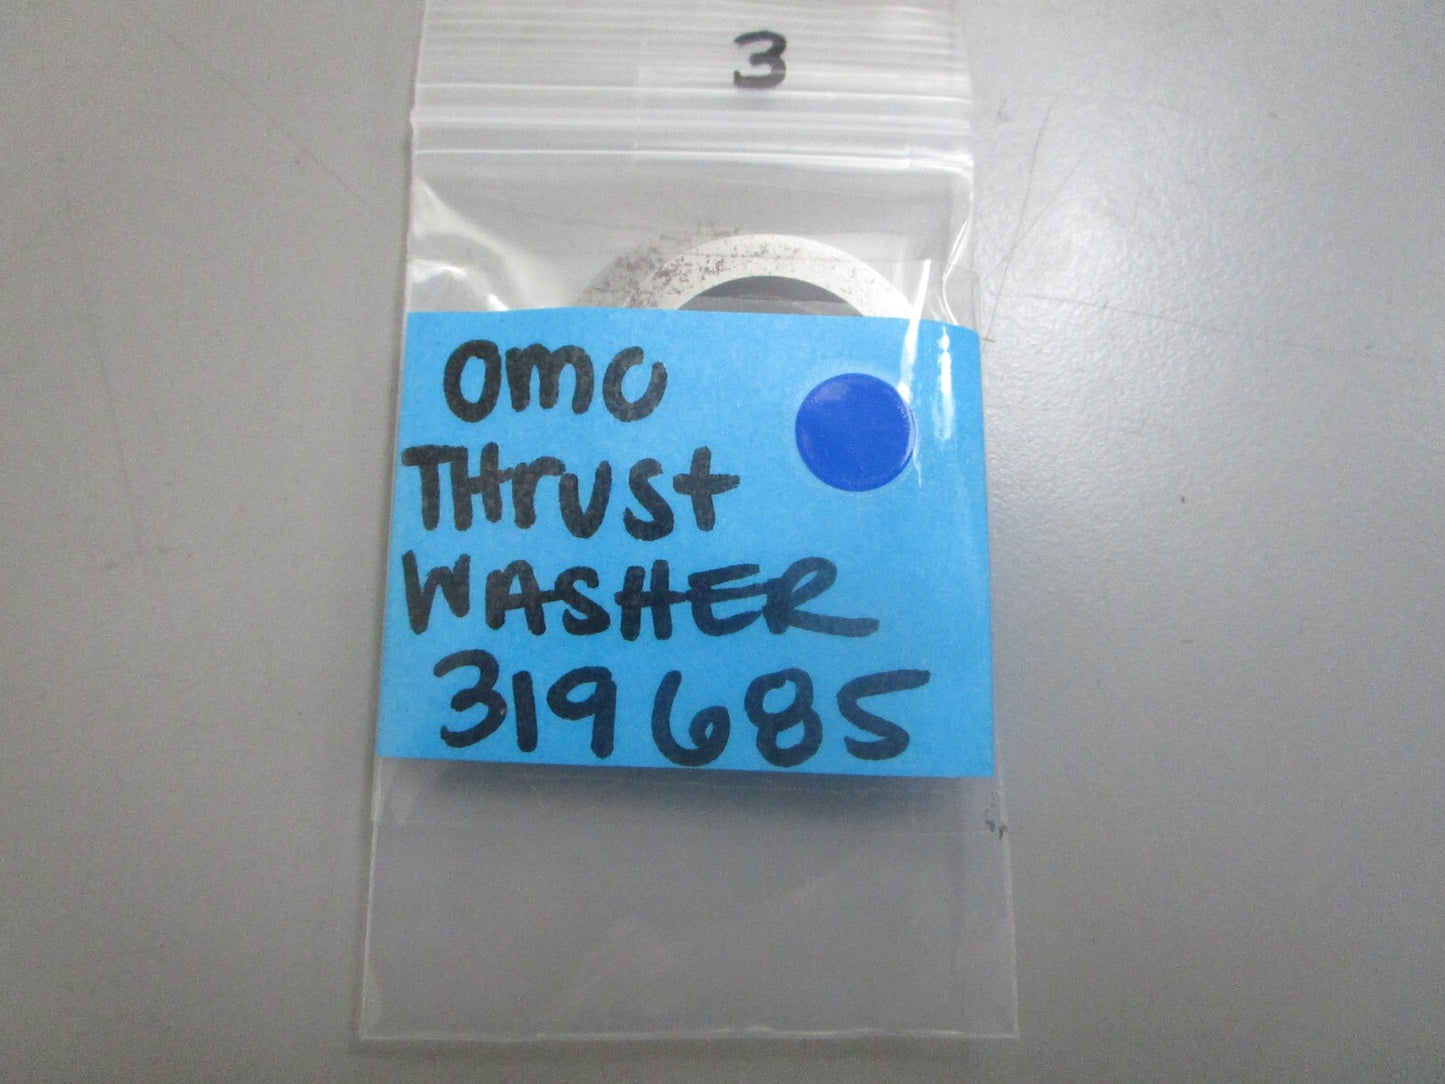 3
OMC
THrUSt
WASHER
319685